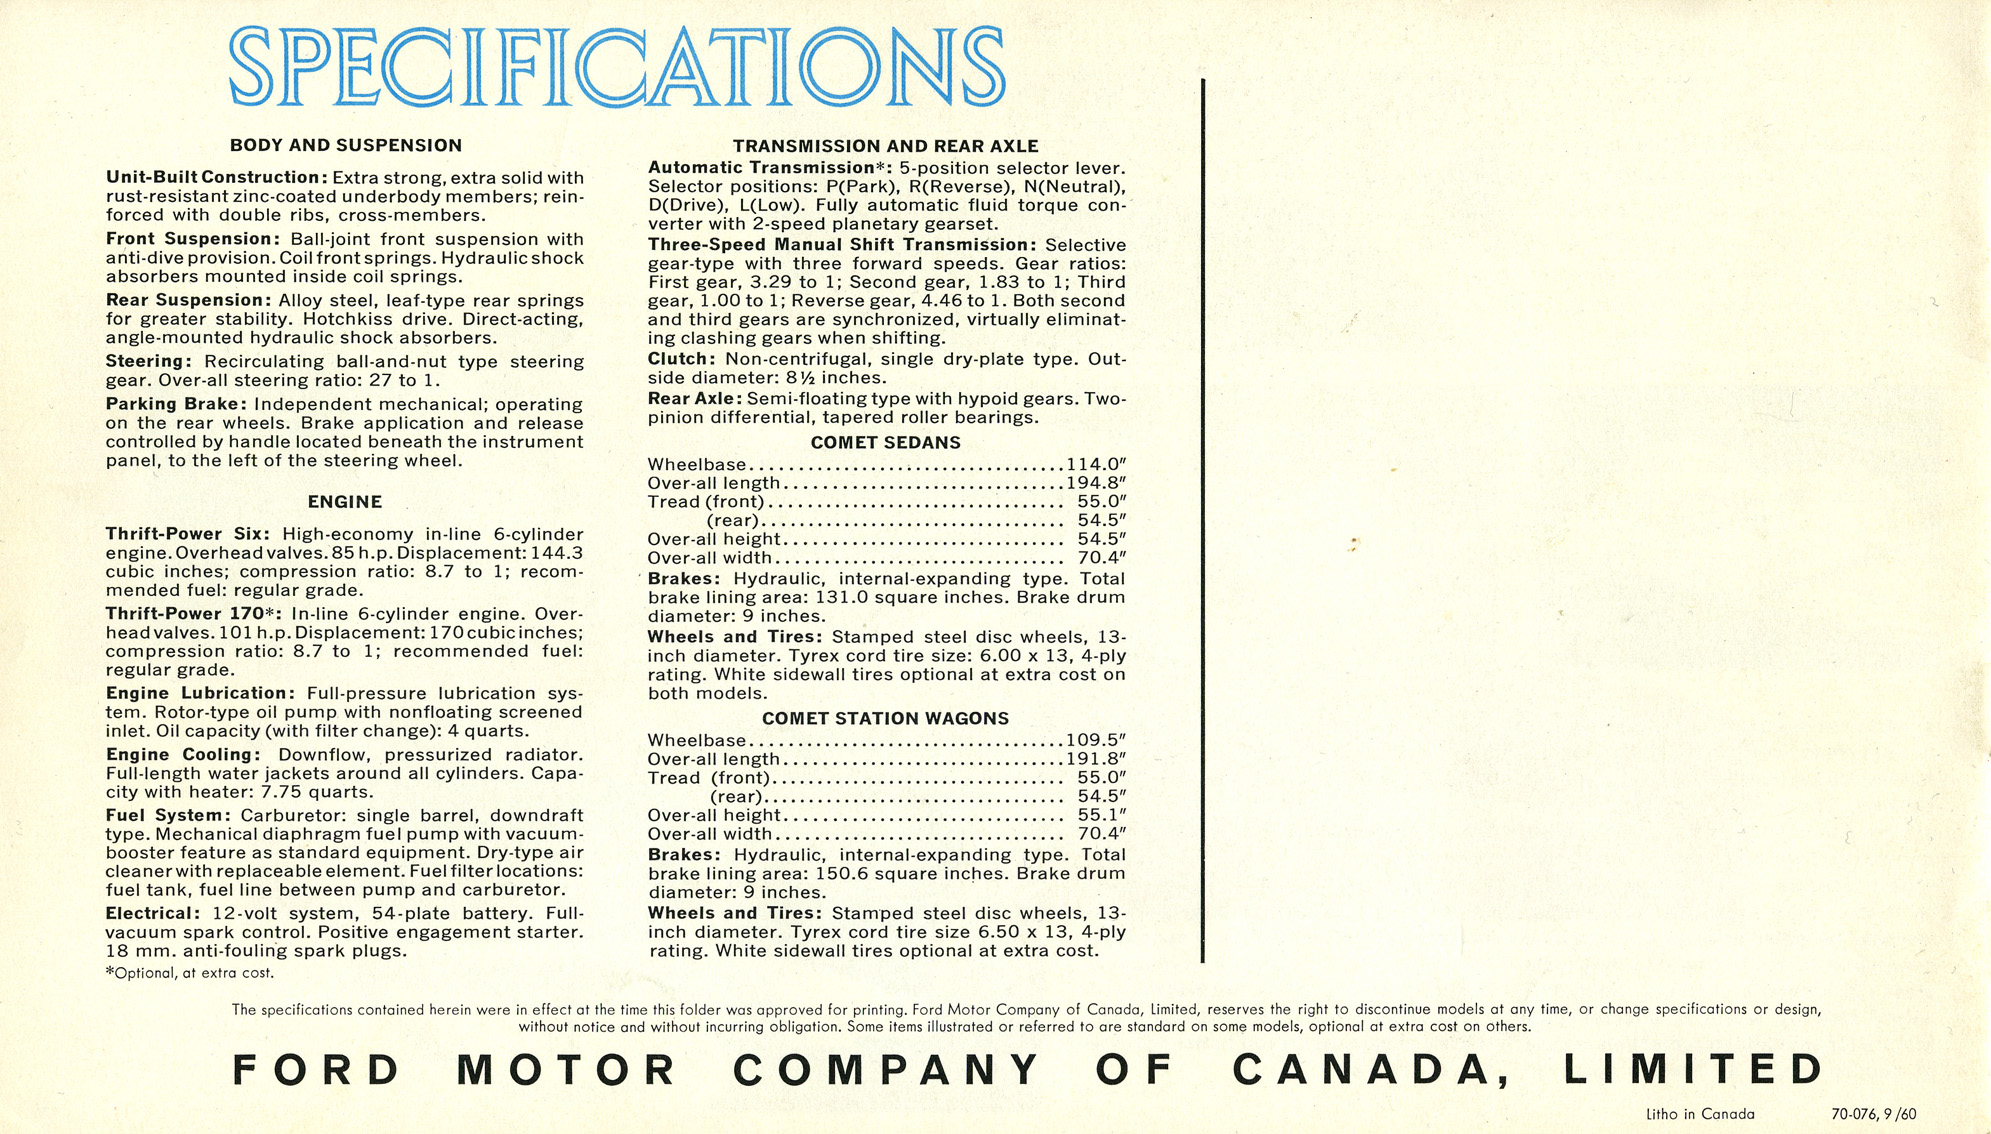 SPECIFICATIONS
BODY AND SUSPENSION
Unit-Built Construction: Extra strong, extra solid with
rust-resistant zinc-coated underbody members; rein-
forced with double ribs, cross-members.
Front Suspension: Ball-joint front suspension with
anti-dive provision. Coil front springs. Hydraulic shock
absorbers mounted inside coil springs.
Rear Suspension: Alloy steel, leaf-type rear springs
for greater stability. Hotchkiss drive. Direct-acting,
angle-mounted hydraulic shock absorbers.
Steering: Recirculating ball-and-nut type steering
gear. Over-all steering ratio: 27 to 1.
Parking Brake: Independent mechanical; operating
on the rear wheels. Brake application and release
controlled by handle located beneath the instrument
panel, to the left of the steering wheel.
ENGINE
Thrift-Power Six: High-economy in-line 6-cylinder
engine. Overhead valves. 85 h.p. Displacement: 144.3
cubic inches; compression ratio: 8.7 to 1; recom-
mended fuel: regular grade.
Thrift-Power 170*: In-line 6-cylinder engine. Over-
head valves. 101 h.p. Displacement: 170 cubic inches;
compression ratio: 8.7 to 1; recommended fuel:
regular grade.
Engine Lubrication: Full-pressure lubrication sys-
tem. Rotor-type oil pump with nonfloating screened
inlet. Oil capacity (with filter change): 4 quarts.
Engine Cooling: Downflow, pressurized radiator.
Full-length water jackets around all cylinders. Capa-
city with heater: 7.75 quarts.
Fuel System: Carburetor: single barrel, downdraft
type. Mechanical diaphragm fuel pump with vacuum-
booster feature as standard equipment. Dry-type air
cleaner with replaceable element. Fuel filter locations:
fuel tank, fuel line between pump and carburetor.
Electrical: 12-volt system, 54-plate battery. Full-
vacuum spark control. Positive engagement starter.
18 mm. anti-fouling spark plugs.
*Optional, at extra cost.
TRANSMISSION AND REAR AXLE
Automatic Transmission*: 5-position selector lever.
Selector positions: P(Park), R(Reverse), N(Neutral),
D(Drive), L(Low). Fully automatic fluid torque con-
verter with 2-speed planetary gearset.
Three-Speed Manual Shift Transmission: Selective
gear-type with three forward speeds. Gear ratios:
First gear, 3.29 to 1; Second gear, 1.83 to 1; Third
gear, 1.00 to 1; Reverse gear, 4.46 to 1. Both second
and third gears are synchronized, virtually eliminat-
ing clashing gears when shifting.
Clutch: Non-centrifugal, single dry-plate type. Out-
side diameter: 8½ inches.
Rear Axle: Semi-floating type with hypoid gears. Two-
pinion differential, tapered roller bearings.
COMET SEDANS
Wheelbase................................114.0″
Over-all length..............................194.8″
Tread (front).............................. 55.0″
(rear).............................. 54.5″
Over-all height............................ 54.5″
Over-all width............................. 70.4″
Brakes: Hydraulic, internal-expanding type. Total
brake lining area: 131.0 square inches. Brake drum
diameter: 9 inches.
Wheels and Tires: Stamped steel disc wheels, 13-
inch diameter. Tyrex cord tire size: 6.00 x 13, 4-ply
rating. White sidewall tires optional at extra cost on
both models.
COMET STATION WAGONS
Wheelbase................................109.5″
Over-all length..............................191.8″
Tread (front).............................. 55.0″
(rear).............................. 54.5″
Over-all height............................ 55.1″
Over-all width............................. 70.4″
Brakes: Hydraulic, internal-expanding type. Total
brake lining area: 150.6 square inches. Brake drum
diameter: 9 inches.
Wheels and Tires: Stamped steel disc wheels, 13-
inch diameter. Tyrex cord tire size 6.50 x 13, 4-ply
rating. White sidewall tires optional at extra cost.
The specifications contained herein were in effect at the time this folder was approved for printing. Ford Motor Company of Canada, Limited, reserves the right to discontinue models at any time, or change specifications or design,
without notice and without incurring obligation. Some items illustrated or referred to are standard on some models, optional at extra cost on others.
FORD MOTOR COMPANY OF CANADA, LIMITED
Litho in Canada
70-076, 9/60